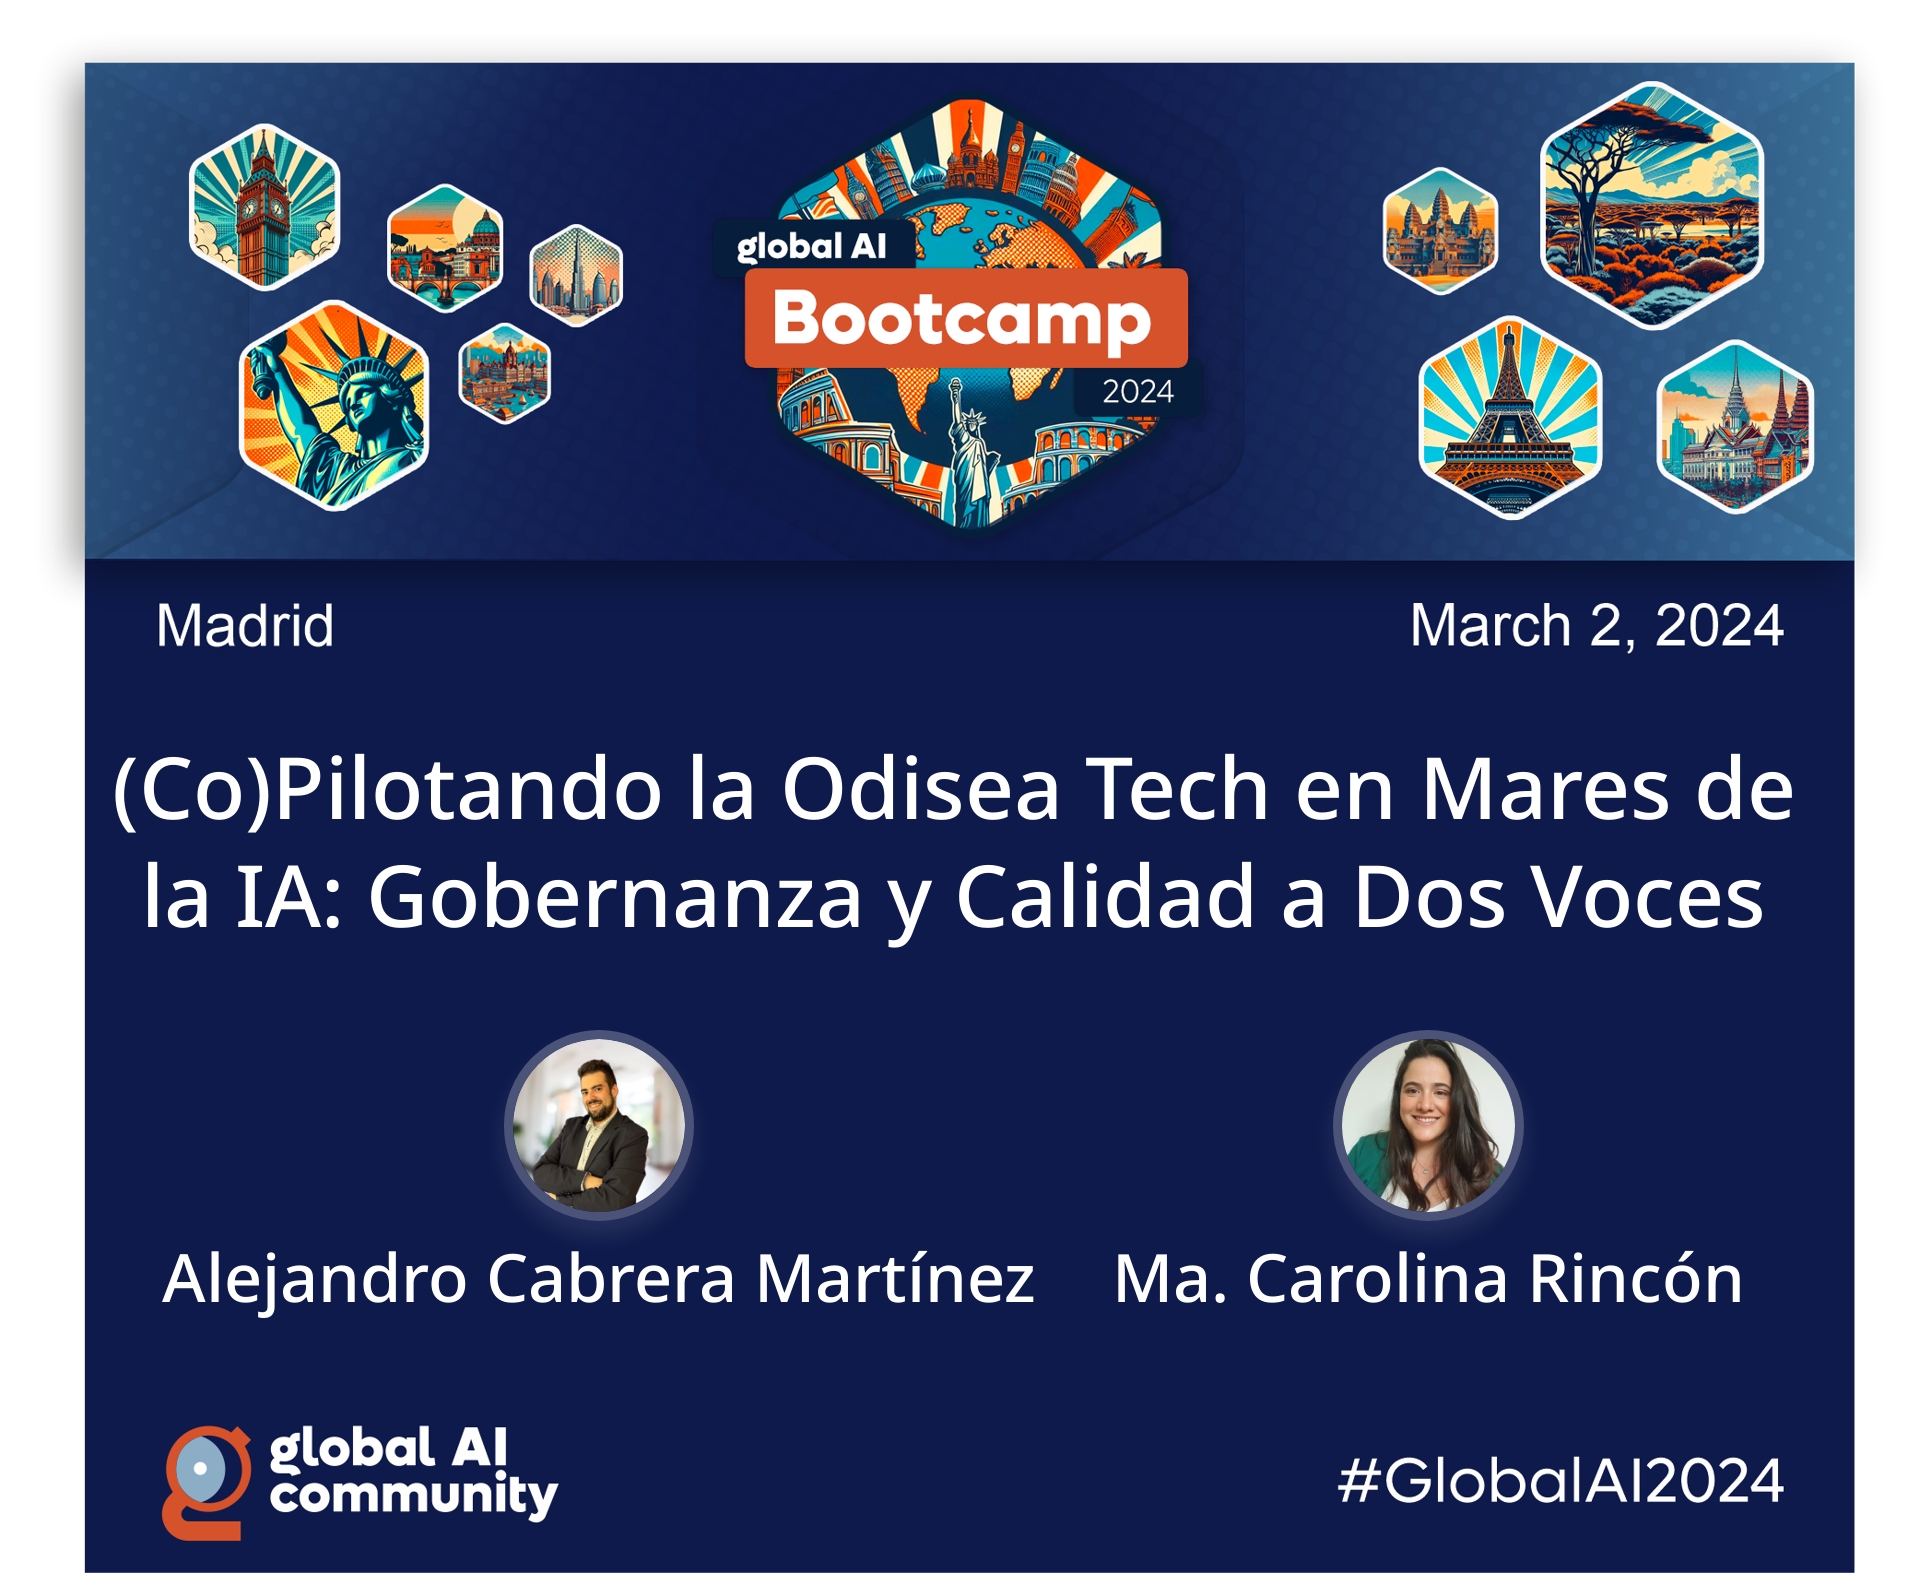 global AI
Bootcamp
2024
Madrid
March 2, 2024
(Co)Pilotando la Odisea Tech en Mares de
la IA: Gobernanza y Calidad a Dos Voces
Alejandro Cabrera Martínez
Ma. Carolina Rincón
global AI
community
#GlobalAI2024